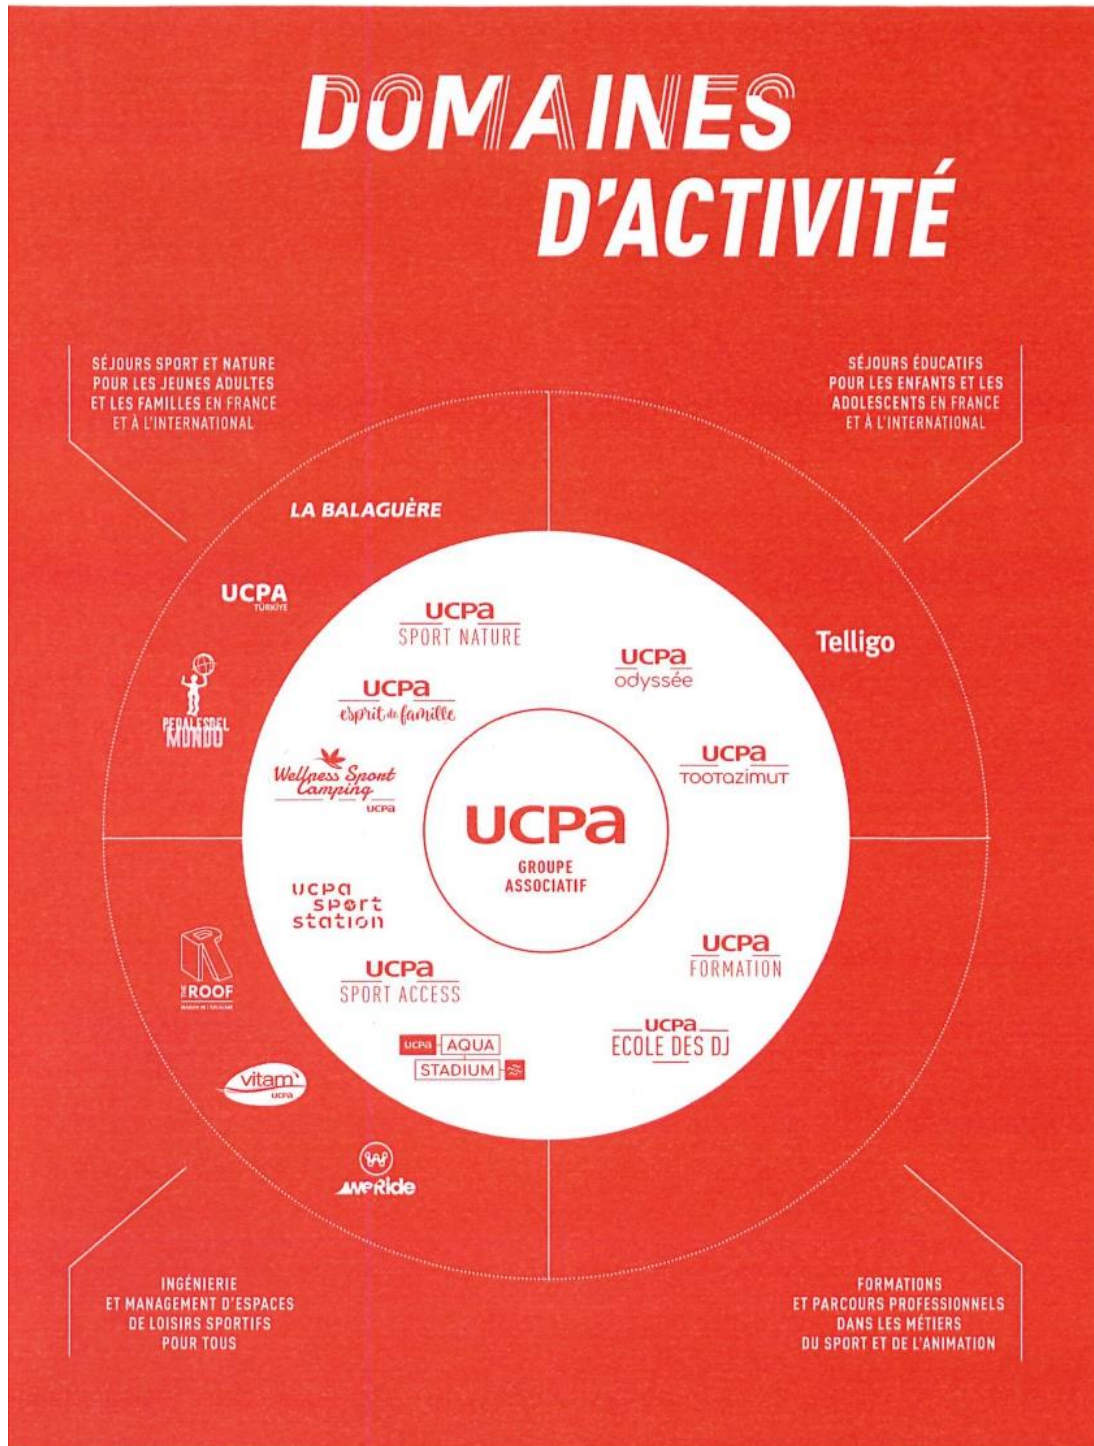 DOMAINES
D'ACTIVITÉ
SÉJOURS SPORT ET NATURE
POUR LES JEUNES ADULTES
ET LES FAMILLES EN FRANCE
ET À L'INTERNATIONAL
SÉJOURS ÉDUCATIFS
POUR LES ENFANTS ET LES
ADOLESCENTS EN FRANCE
ET À L'INTERNATIONAL
LA BALAGUÈRE
UCPA
TÜRKİYE
PEDALESDEL
MUNDO
UCPa
SPORT NATURE
UCPa
esprit de famille
Wellness Sport
Camping
UCPa
UCPa
odyssée
UCPa
TOOTAZIMUT
Telligo
UCPa
GROUPE
ASSOCIATIF
ucpa
sport
station
UCPa
SPORT ACCESS
UCPa AQUA
STADIUM
THE ROOF
vitam'
UCPa
WeRide
UCPa
FORMATION
UCPa
ECOLE DES DJ
INGÉNIERIE
ET MANAGEMENT D'ESPACES
DE LOISIRS SPORTIFS
POUR TOUS
FORMATIONS
ET PARCOURS PROFESSIONNELS
DANS LES MÉTIERS
DU SPORT ET DE L'ANIMATION